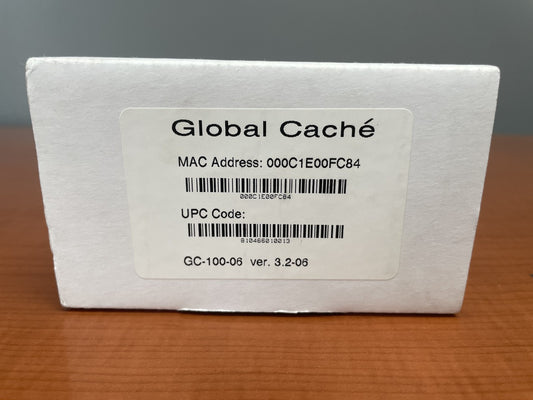 Global Caché
MAC Address: 000C1E00FC84
000C1E00FC84
UPC Code:
810466010013
GC-100-06 ver. 3.2-06